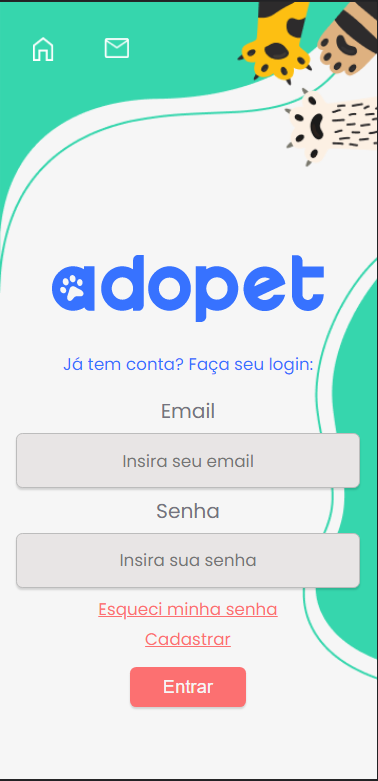 adopet
Já tem conta? Faça seu login:
Email
Insira seu email
Senha
Insira sua senha
Esqueci minha senha
Cadastrar
Entrar